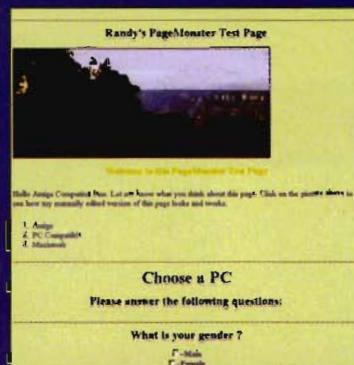 Randy's PageMonster Test Page
Welcome to this PageMonster Test Page
Hello Amiga Computist fans. Let me know what you think about this page. Click on the picture above to
see how my manually edited version of this page looks and works.
1. Amiga
2. PC Compatible
3. Macintosh
Choose a PC
Please answer the following questions:
What is your gender ?
-Male
-Female